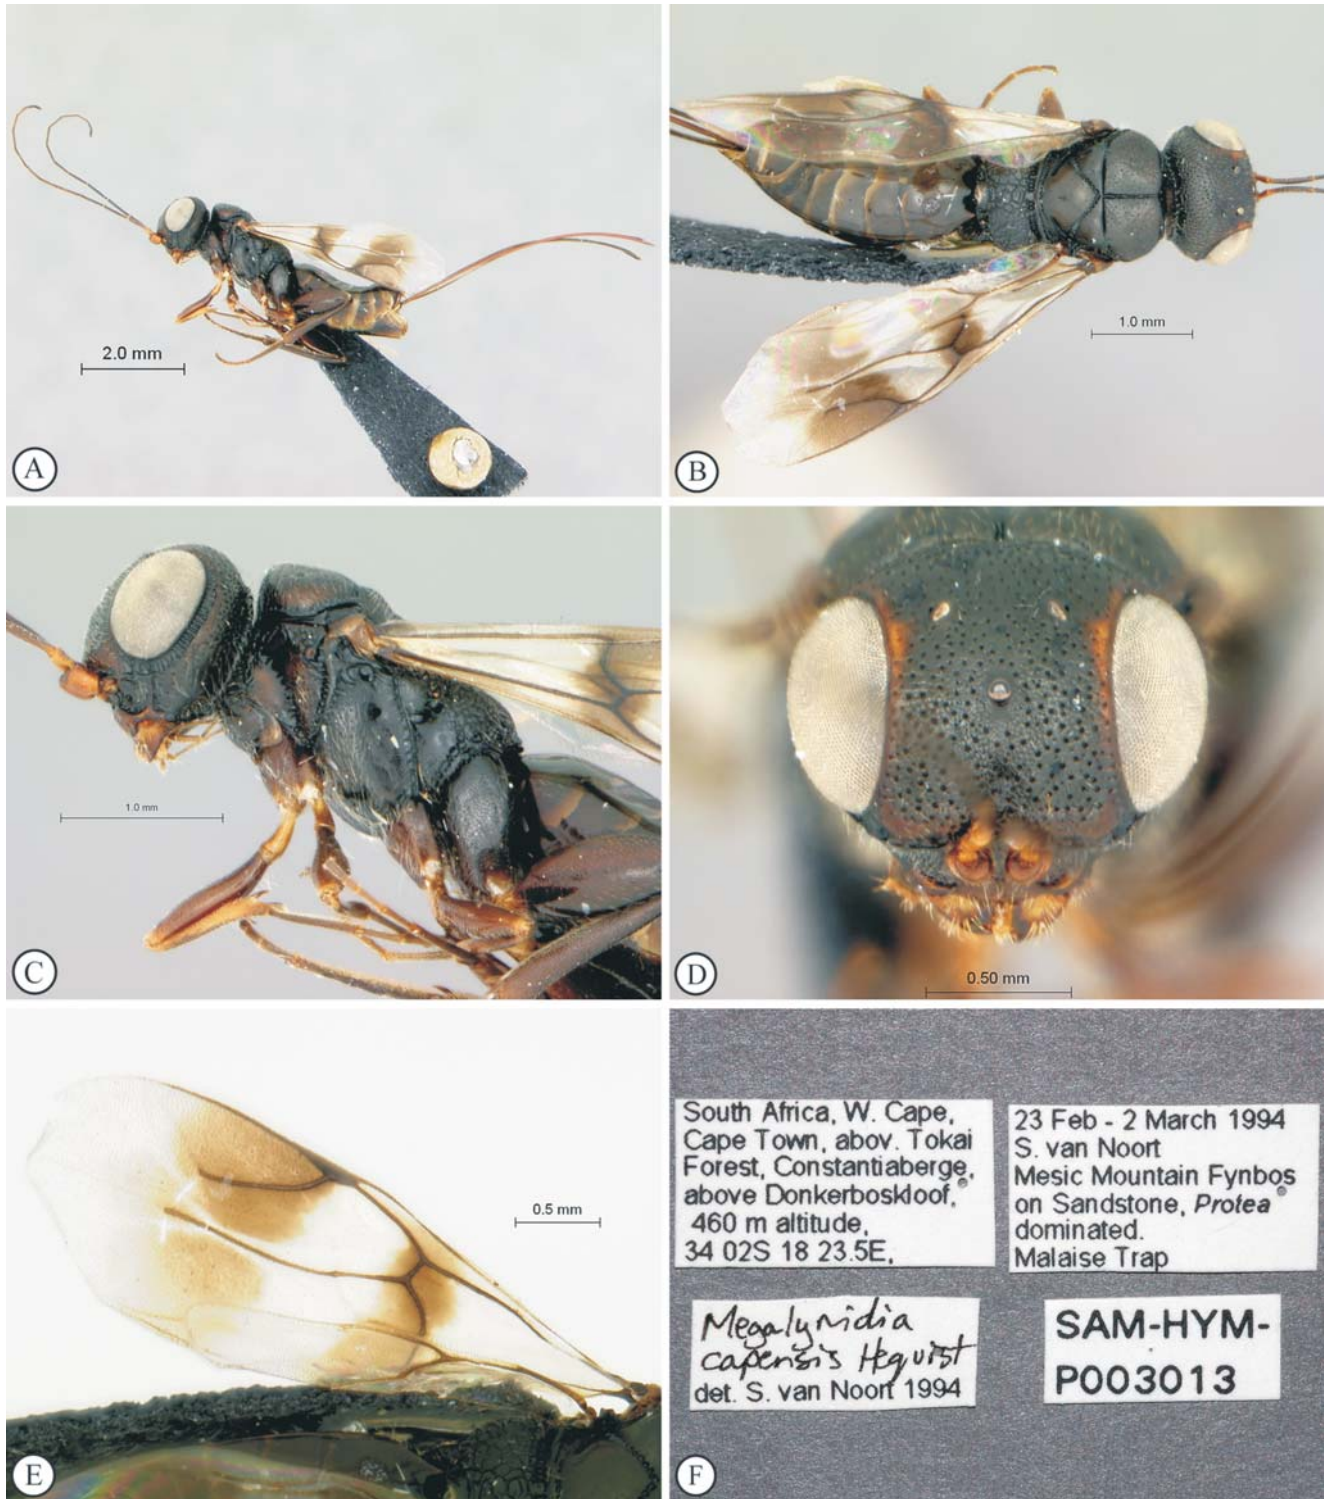 2.0 mm
A
1.0 mm
B
1.0 mm
C
0.50 mm
D
0.5 mm
E
South Africa, W. Cape,
Cape Town, abov. Tokai
Forest, Constantiaberge,
above Donkerboskloof,
460 m altitude,
34 02S 18 23.5E,
23 Feb - 2 March 1994
S. van Noort
Mesic Mountain Fynbos
on Sandstone, Protea
dominated.
Malaise Trap
Megalyridia
capensis Hequist
det. S. van Noort 1994
SAM-HYM-
P003013
F